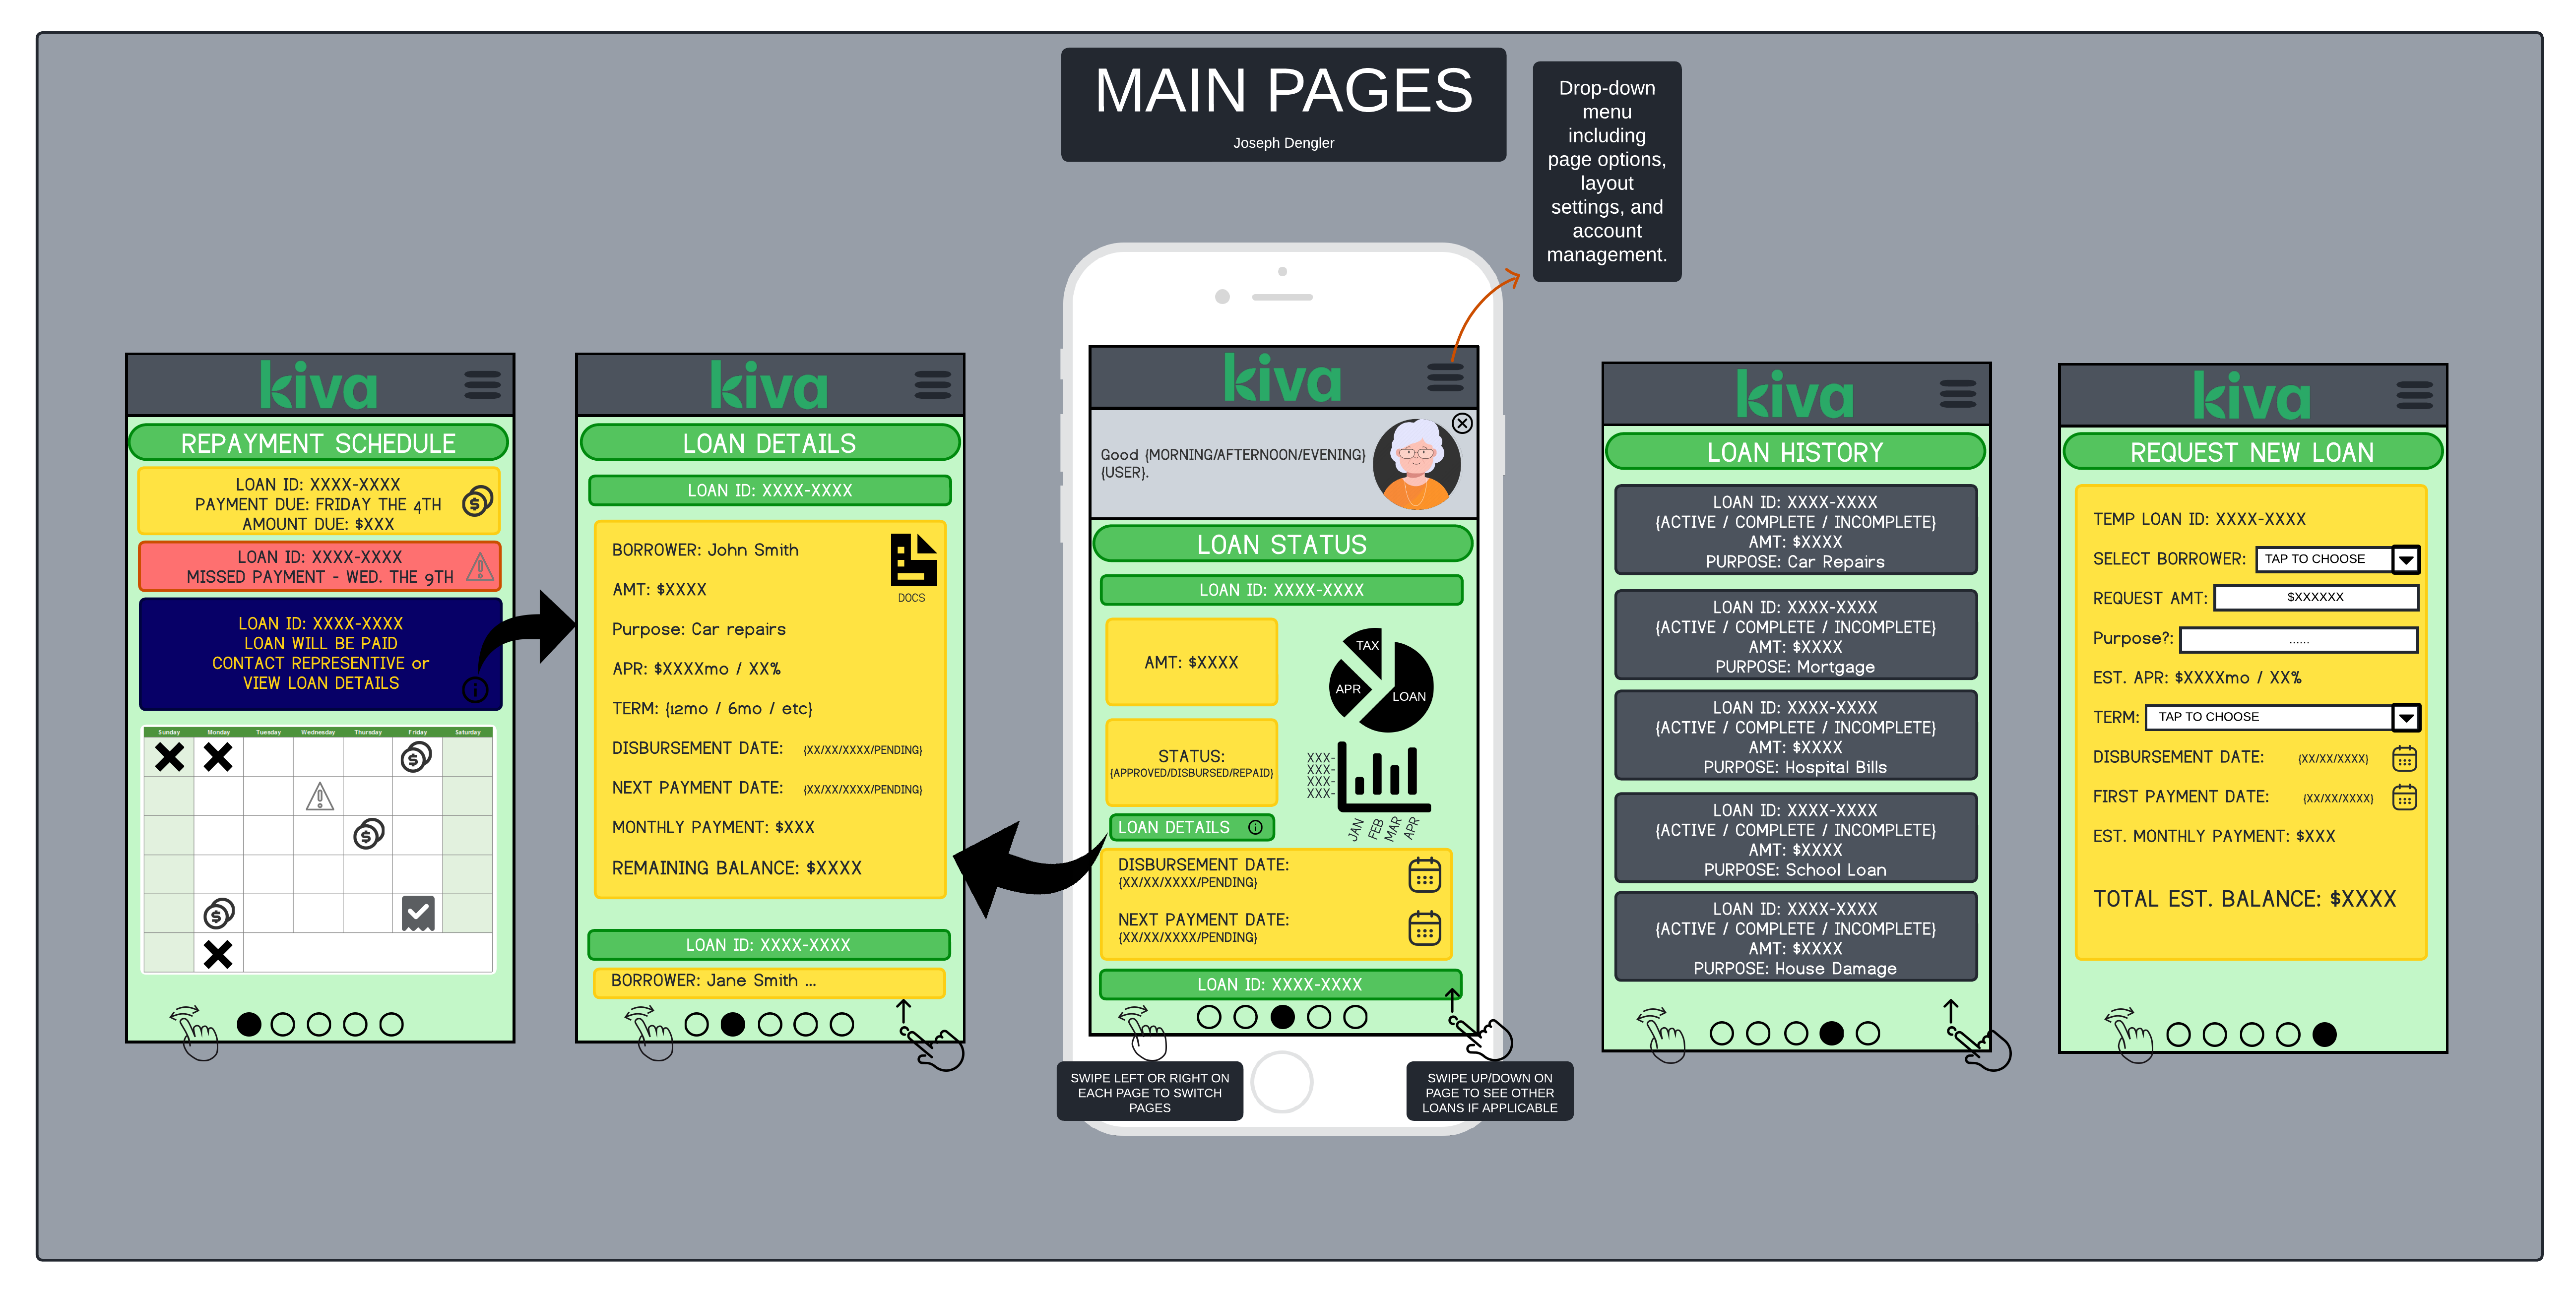 MAIN PAGES
Joseph Dengler
Drop-down
menu
including
page options,
layout
settings, and
account
management.
kiva
REPAYMENT SCHEDULE
LOAN ID: XXXX-XXXX
PAYMENT DUE: FRIDAY THE 4TH
AMOUNT DUE: $XXX
LOAN ID: XXXX-XXXX
MISSED PAYMENT - WED. THE 9TH
LOAN ID: XXXX-XXXX
LOAN WILL BE PAID
CONTACT REPRESENTIVE or
VIEW LOAN DETAILS
Sunday Monday Tuesday Wednesday Thursday Friday Saturday
kiva
LOAN DETAILS
LOAN ID: XXXX-XXXX
BORROWER: John Smith
DOCS
AMT: $XXXX
Purpose: Car repairs
APR: $XXXXmo / XX%
TERM: {12mo / 6mo / etc}
DISBURSEMENT DATE: {XX/XX/XXXX/PENDING}
NEXT PAYMENT DATE: {XX/XX/XXXX/PENDING}
MONTHLY PAYMENT: $XXX
REMAINING BALANCE: $XXXX
LOAN ID: XXXX-XXXX
BORROWER: Jane Smith ...
kiva
Good {MORNING/AFTERNOON/EVENING}
{USER}.
LOAN STATUS
LOAN ID: XXXX-XXXX
AMT: $XXXX
TAX
APR
LOAN
STATUS:
{APPROVED/DISBURSED/REPAID}
XXX-
XXX-
XXX-
XXX-
JAN FEB MAR APR
LOAN DETAILS
DISBURSEMENT DATE:
{XX/XX/XXXX/PENDING}
NEXT PAYMENT DATE:
{XX/XX/XXXX/PENDING}
LOAN ID: XXXX-XXXX
SWIPE LEFT OR RIGHT ON
EACH PAGE TO SWITCH
PAGES
SWIPE UP/DOWN ON
PAGE TO SEE OTHER
LOANS IF APPLICABLE
kiva
LOAN HISTORY
LOAN ID: XXXX-XXXX
{ACTIVE / COMPLETE / INCOMPLETE}
AMT: $XXXX
PURPOSE: Car Repairs
LOAN ID: XXXX-XXXX
{ACTIVE / COMPLETE / INCOMPLETE}
AMT: $XXXX
PURPOSE: Mortgage
LOAN ID: XXXX-XXXX
{ACTIVE / COMPLETE / INCOMPLETE}
AMT: $XXXX
PURPOSE: Hospital Bills
LOAN ID: XXXX-XXXX
{ACTIVE / COMPLETE / INCOMPLETE}
AMT: $XXXX
PURPOSE: School Loan
LOAN ID: XXXX-XXXX
{ACTIVE / COMPLETE / INCOMPLETE}
AMT: $XXXX
PURPOSE: House Damage
kiva
REQUEST NEW LOAN
TEMP LOAN ID: XXXX-XXXX
SELECT BORROWER: TAP TO CHOOSE
REQUEST AMT: $XXXXXX
Purpose?: ......
EST. APR: $XXXXmo / XX%
TERM: TAP TO CHOOSE
DISBURSEMENT DATE: {XX/XX/XXXX}
FIRST PAYMENT DATE: {XX/XX/XXXX}
EST. MONTHLY PAYMENT: $XXX
TOTAL EST. BALANCE: $XXXX